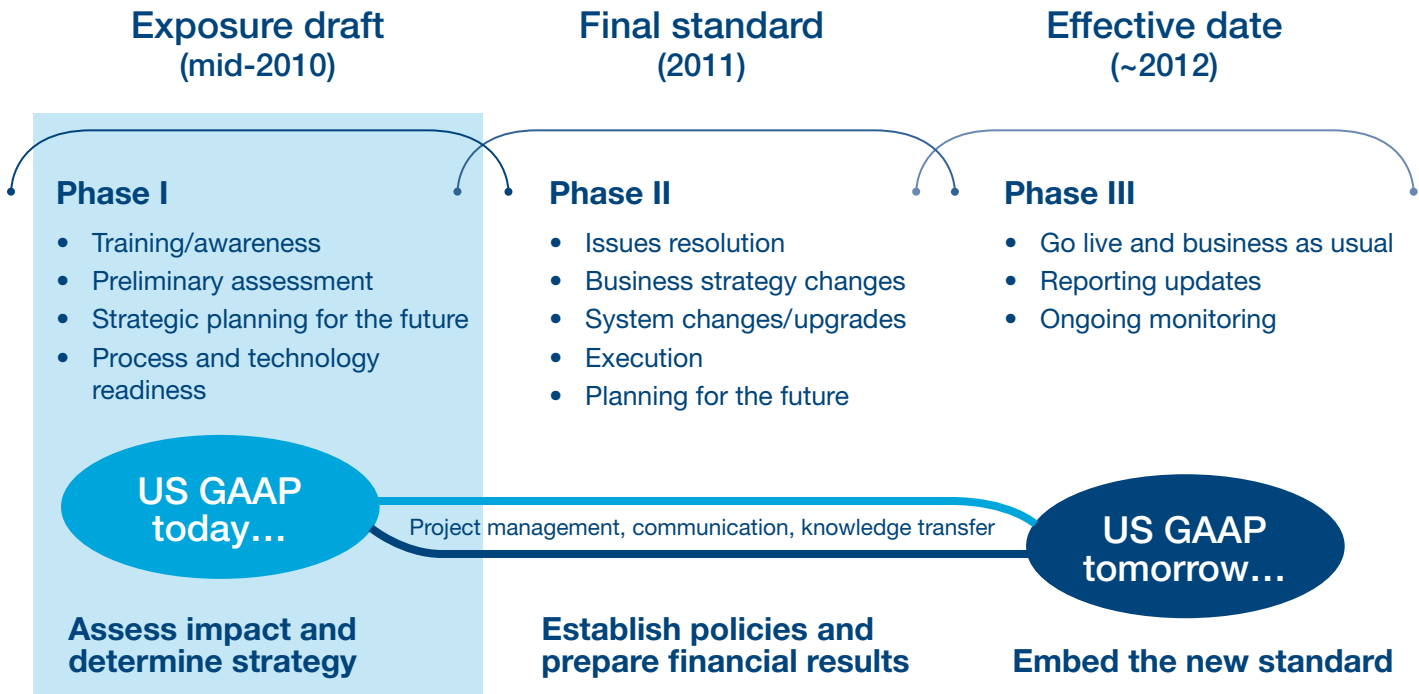 Exposure draft
(mid-2010)
Final standard
(2011)
Effective date
(~2012)
Phase I
• Training/awareness
• Preliminary assessment
• Strategic planning for the future
• Process and technology
readiness
Phase II
• Issues resolution
• Business strategy changes
• System changes/upgrades
• Execution
• Planning for the future
Phase III
• Go live and business as usual
• Reporting updates
• Ongoing monitoring
US GAAP
today…
Project management, communication, knowledge transfer
US GAAP
tomorrow…
Assess impact and
determine strategy
Establish policies and
prepare financial results
Embed the new standard